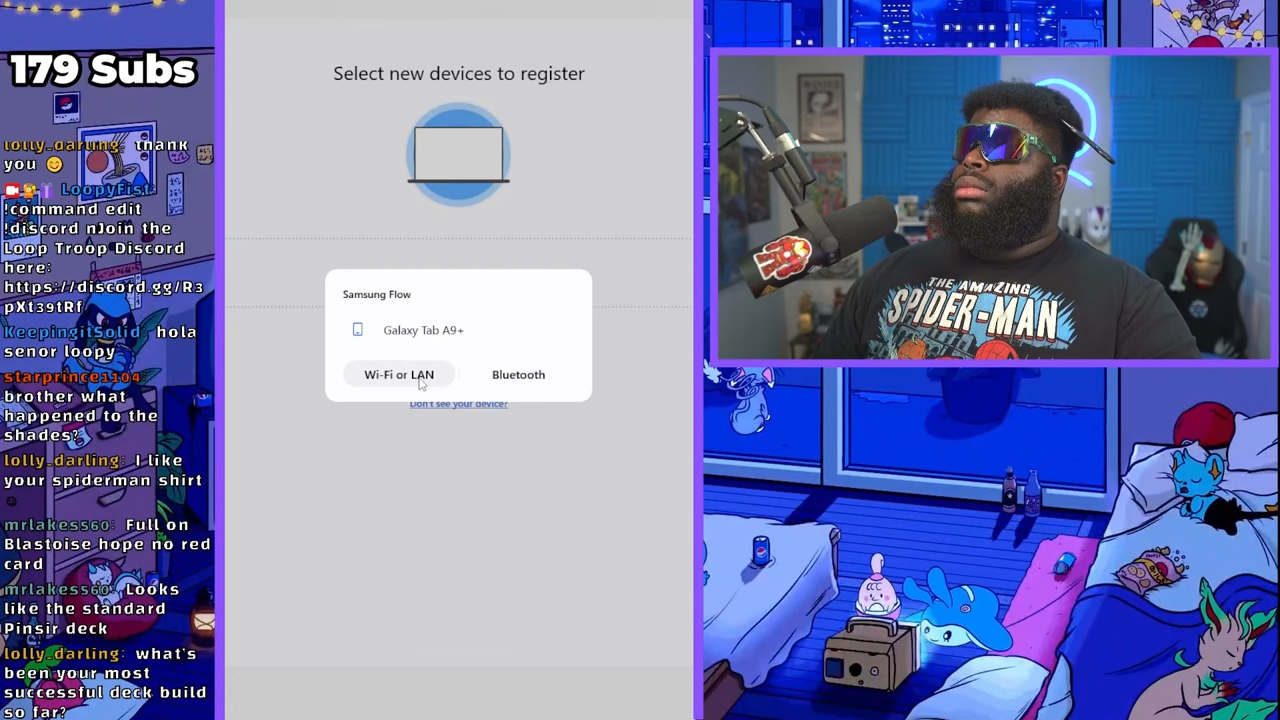 179 Subs
lolly_darling: thank
you
LoopyFist:
!command edit
!discord nJoin the
Loop Troop Discord
here:
https://discord.gg/R3
pXt39tRf
KeepingitSolid: hola
senor loopy
starprince1104:
brother what
happened to the
shades?
lolly_darling: I like
your spiderman shirt
mrlakess60: Full on
Blastoise hope no red
card
mrlakess60: Looks
like the standard
Pinsir deck
lolly_darling: what's
been your most
successful deck build
so far?
Select new devices to register
Samsung Flow
Galaxy Tab A9+
Wi-Fi or LAN
Bluetooth
Don't see your device?
WANTED
THE AMAZING
SPIDER-MAN